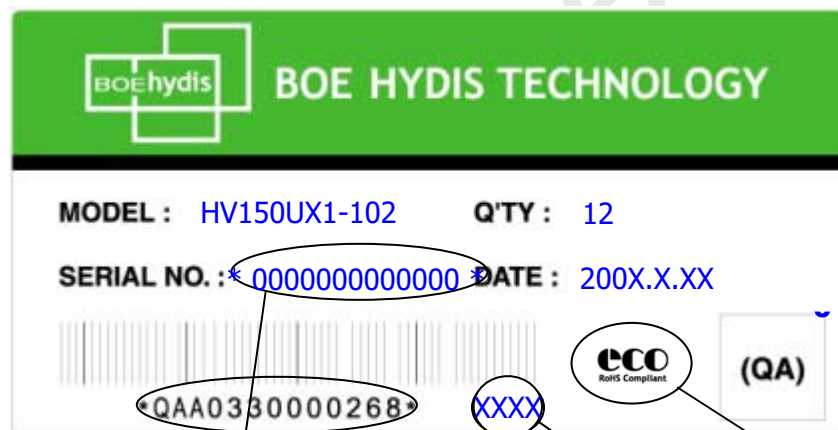 BOEhydis BOE HYDIS TECHNOLOGY
MODEL : HV150UX1-102 Q'TY : 12
SERIAL NO. : * 0000000000000 * DATE : 200X.X.XX
eco
RoHS Compliant
(QA)
*QAA0330000268* XXXX